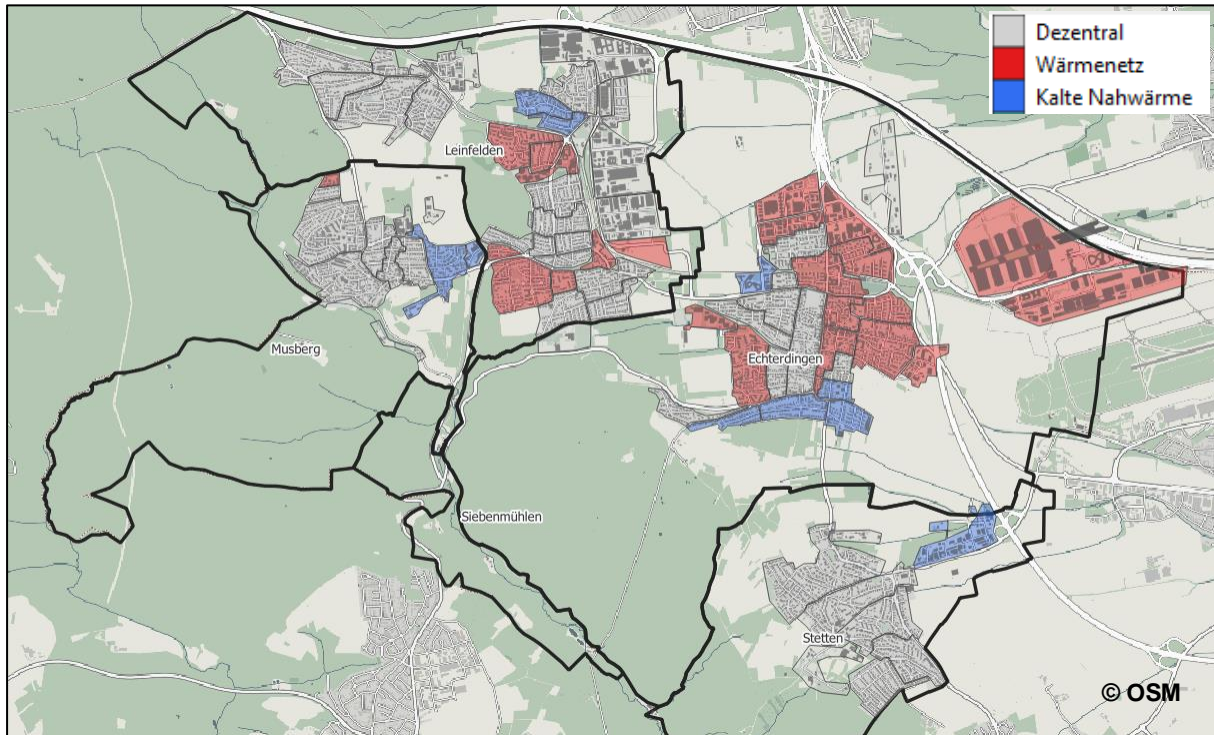 Dezentral
Wärmenetz
Kalte Nahwärme
Leinfelden
Musberg
Echterdingen
Siebenmühlen
Stetten
© OSM